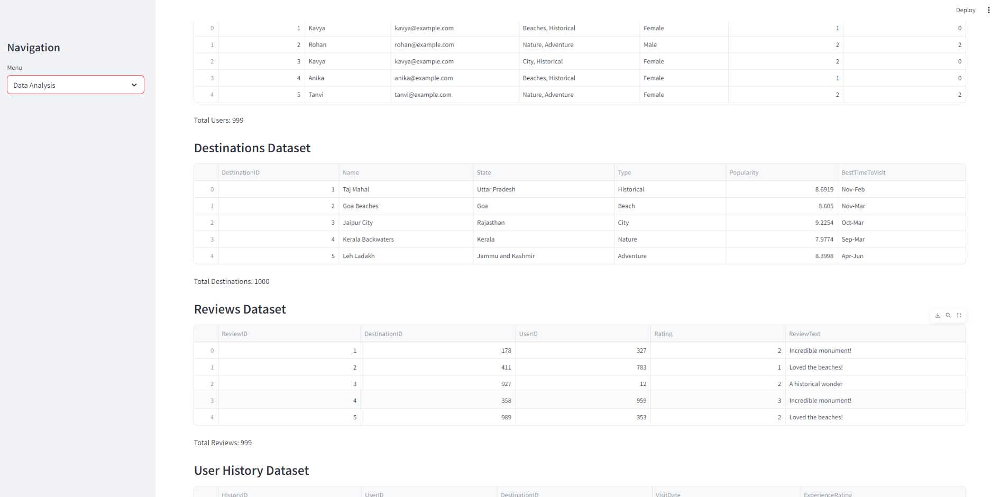 Deploy
Navigation
Menu
Data Analysis
0 1 Kavya kavya@example.com Beaches, Historical Female 1 0
1 2 Rohan rohan@example.com Nature, Adventure Male 2 2
2 3 Kavya kavya@example.com City, Historical Female 2 0
3 4 Anika anika@example.com Beaches, Historical Female 1 0
4 5 Tanvi tanvi@example.com Nature, Adventure Female 2 2
Total Users: 999
Destinations Dataset
DestinationID Name State Type Popularity BestTimeToVisit
0 1 Taj Mahal Uttar Pradesh Historical 8.6919 Nov-Feb
1 2 Goa Beaches Goa Beach 8.605 Nov-Mar
2 3 Jaipur City Rajasthan City 9.2254 Oct-Mar
3 4 Kerala Backwaters Kerala Nature 7.9774 Sep-Mar
4 5 Leh Ladakh Jammu and Kashmir Adventure 8.3998 Apr-Jun
Total Destinations: 1000
Reviews Dataset
ReviewID DestinationID UserID Rating ReviewText
0 1 178 327 2 Incredible monument!
1 2 411 783 1 Loved the beaches!
2 3 927 12 2 A historical wonder
3 4 358 959 3 Incredible monument!
4 5 989 353 2 Loved the beaches!
Total Reviews: 999
User History Dataset
HistoryID UserID DestinationID VisitDate ExperienceRating